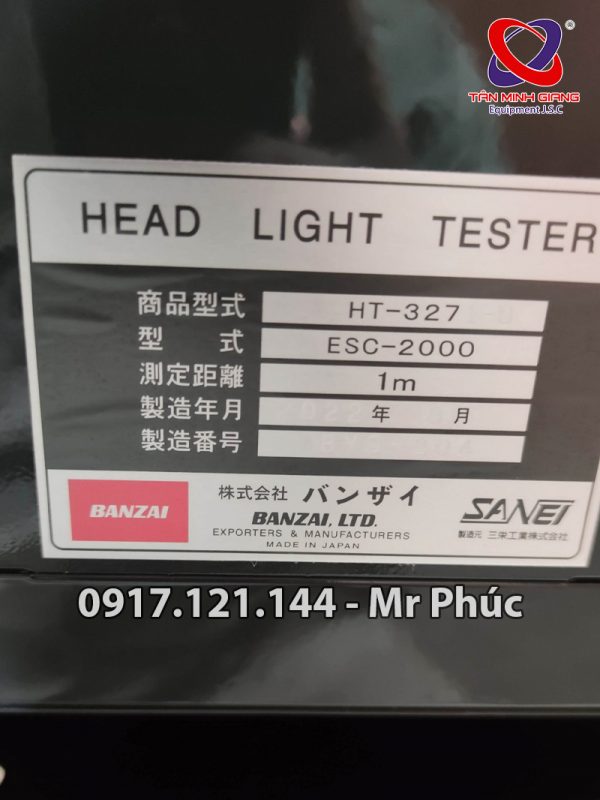 TÂN MINH GIANG
Equipment J.S.C
HEAD LIGHT TESTER
商品型式 HT-327
型 式 ESC-2000
測定距離 1m
製造年月 年 月
製造番号
BANZAI
株式会社 バンザイ
BANZAI, LTD.
EXPORTERS & MANUFACTURERS
MADE IN JAPAN
SANEI
製造元 三栄工業株式会社
0917.121.144 - Mr Phúc